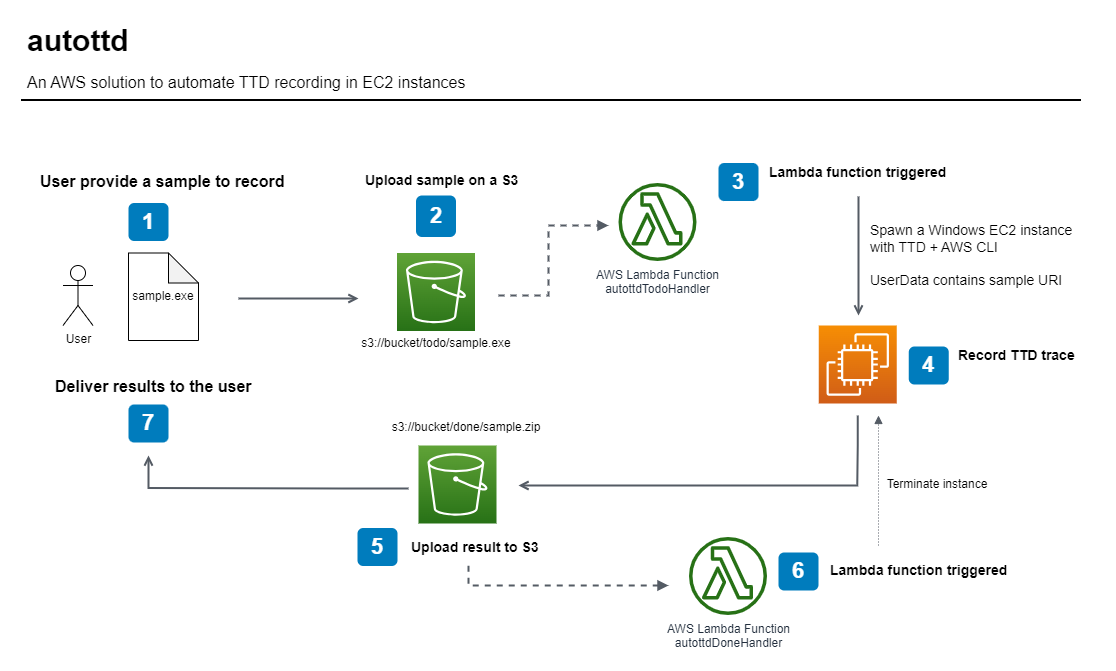 autottd
An AWS solution to automate TTD recording in EC2 instances
User provide a sample to record
1
sample.exe
User
Upload sample on a S3
2
s3://bucket/todo/sample.exe
AWS Lambda Function
autottdTodoHandler
3
Lambda function triggered
Spawn a Windows EC2 instance
with TTD + AWS CLI
UserData contains sample URI
4
Record TTD trace
s3://bucket/done/sample.zip
5
Upload result to S3
AWS Lambda Function
autottdDoneHandler
6
Lambda function triggered
Terminate instance
Deliver results to the user
7